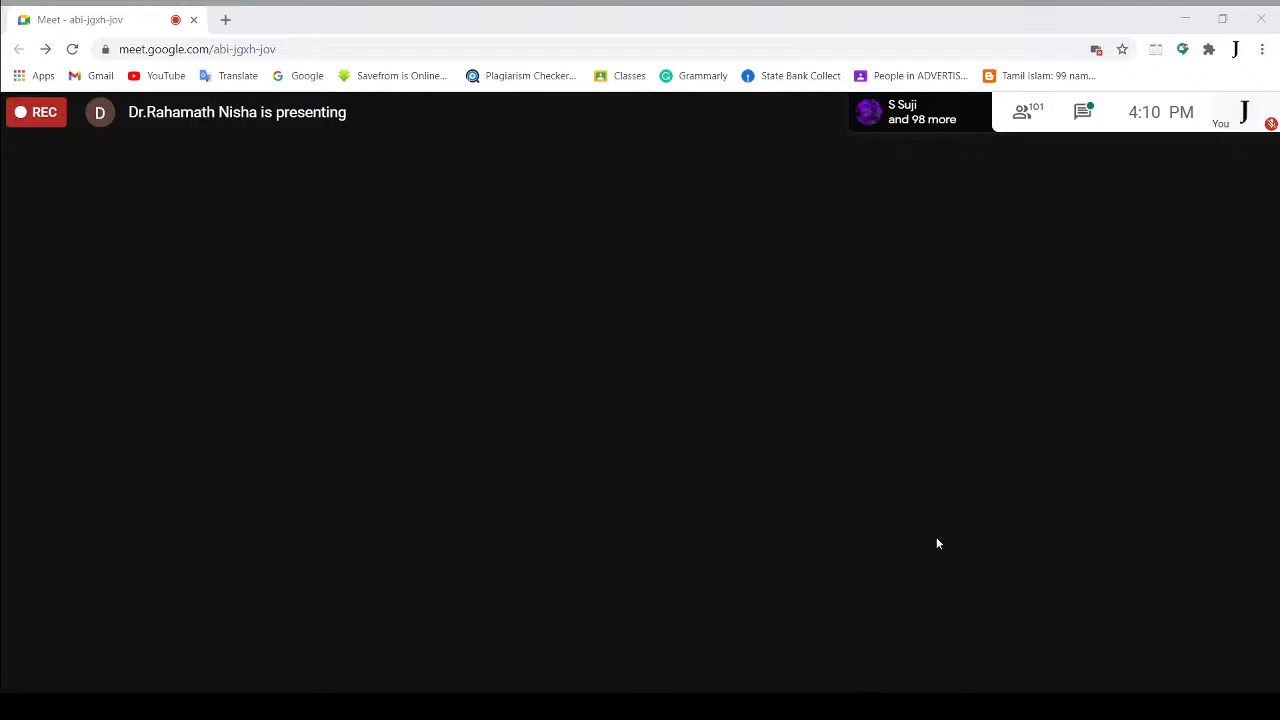 Meet - abi-jgxh-jov
meet.google.com/abi-jgxh-jov
Apps Gmail YouTube Translate Google Savefrom is Online... Plagiarism Checker... Classes Grammarly State Bank Collect People in ADVERTIS... Tamil Islam: 99 nam...
REC D Dr.Rahamath Nisha is presenting
S Suji
and 98 more
101
4:10 PM
You
J